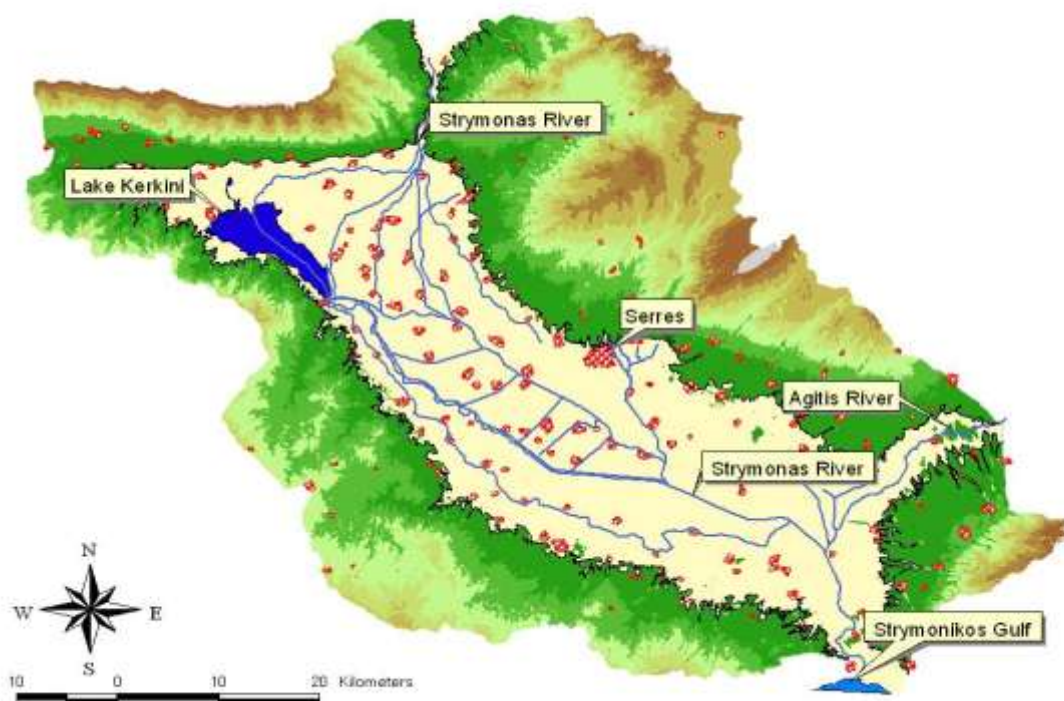 Strymonas River
Lake Kerkini
Serres
Agitis River
Strymonas River
Strymonikos Gulf
N
W E
S
10 0 10 20 Kilometers